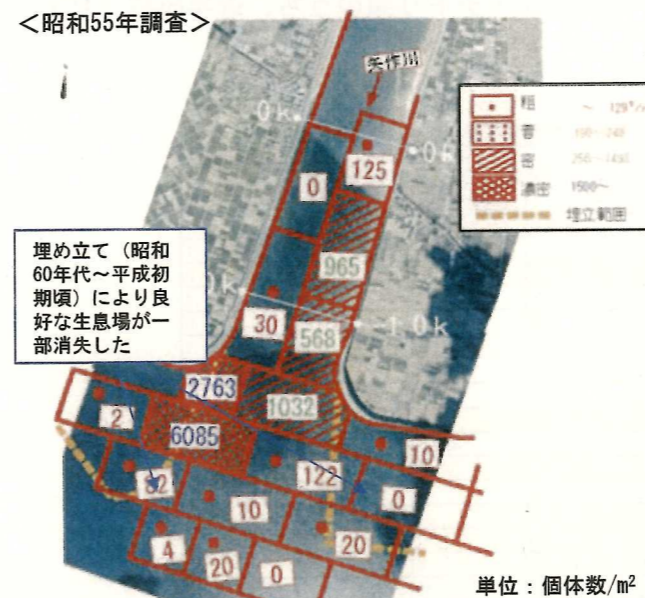 <昭和55年調査>
矢作川
0k
0k
粗
普
密
濃密 1500～
埋立範囲
125
0
965
埋め立て（昭和
60年代～平成初
期頃）により良
好な生息場が一
部消失した
0k
-1.0k
30
568
2763
1032
2
6085
10
122
0
62
10
20
4
20
0
単位：個体数/m²